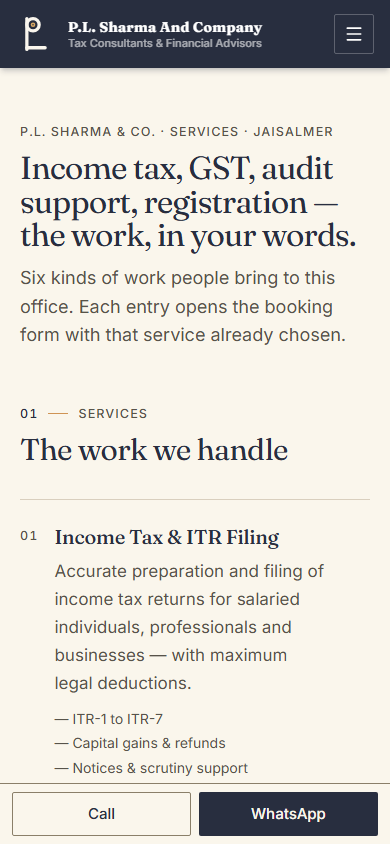 P.L. Sharma And Company
Tax Consultants & Financial Advisors
P.L. SHARMA & CO. · SERVICES · JAISALMER
Income tax, GST, audit
support, registration —
the work, in your words.
Six kinds of work people bring to this
office. Each entry opens the booking
form with that service already chosen.
01 — SERVICES
The work we handle
01 Income Tax & ITR Filing
Accurate preparation and filing of
income tax returns for salaried
individuals, professionals and
businesses — with maximum
legal deductions.
— ITR-1 to ITR-7
— Capital gains & refunds
— Notices & scrutiny support
Call
WhatsApp